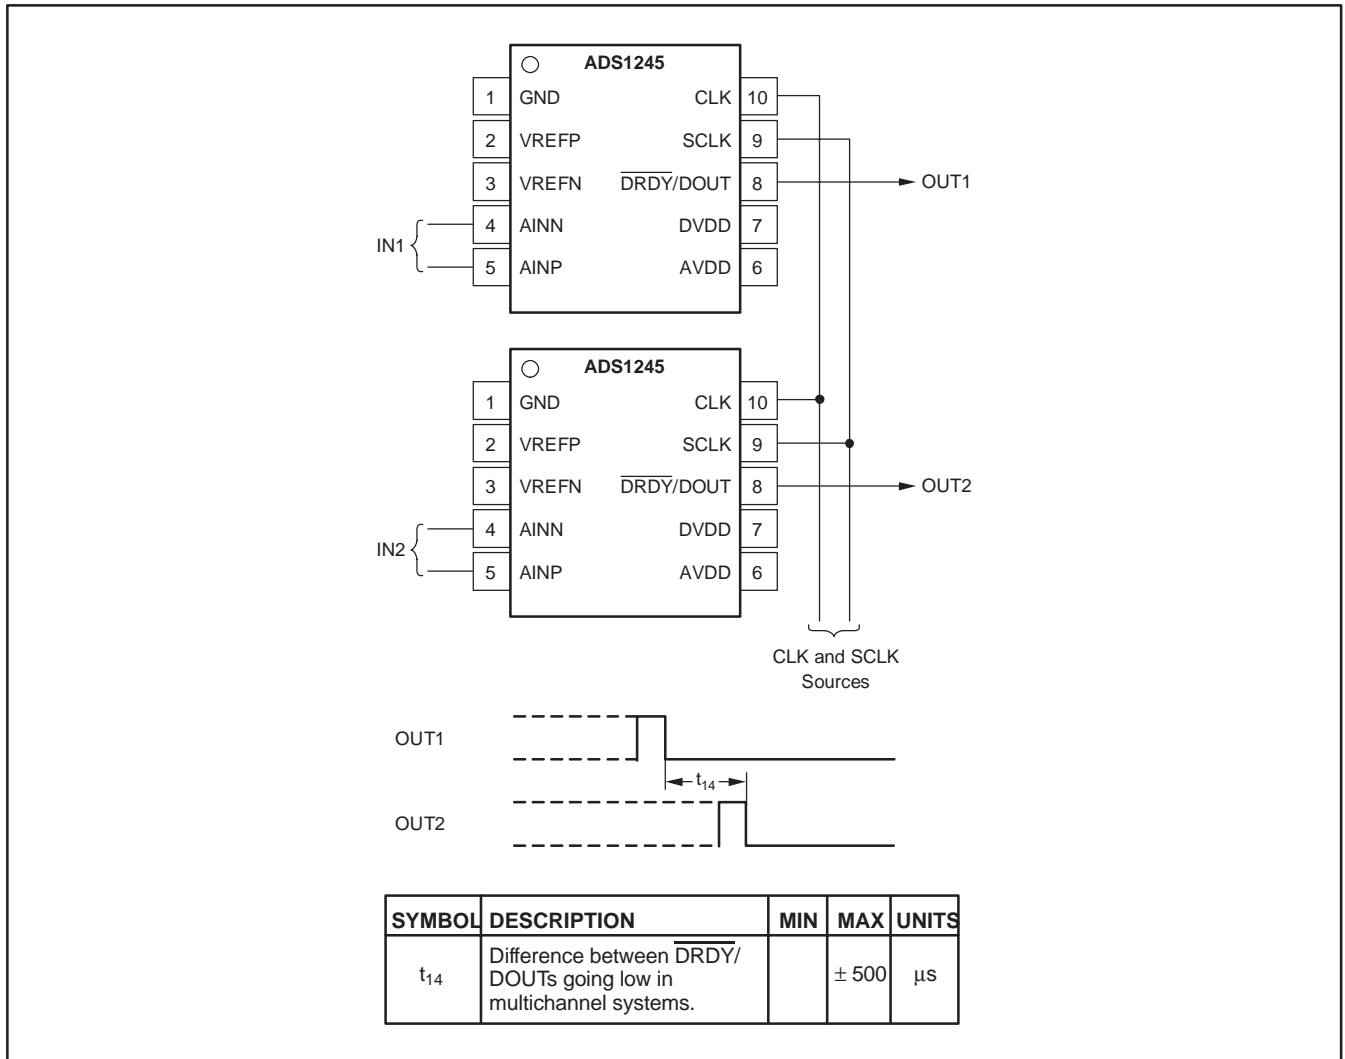 ADS1245
1 GND CLK 10
2 VREFP SCLK 9
3 VREFN DRDY/DOUT 8 OUT1
4 AINN DVDD 7
IN1
5 AINP AVDD 6
ADS1245
1 GND CLK 10
2 VREFP SCLK 9
3 VREFN DRDY/DOUT 8 OUT2
4 AINN DVDD 7
IN2
5 AINP AVDD 6
CLK and SCLK
Sources
OUT1
t14
OUT2
SYMBOL DESCRIPTION MIN MAX UNITS
t14 Difference between DRDY/
DOUTs going low in
multichannel systems.
± 500 µs